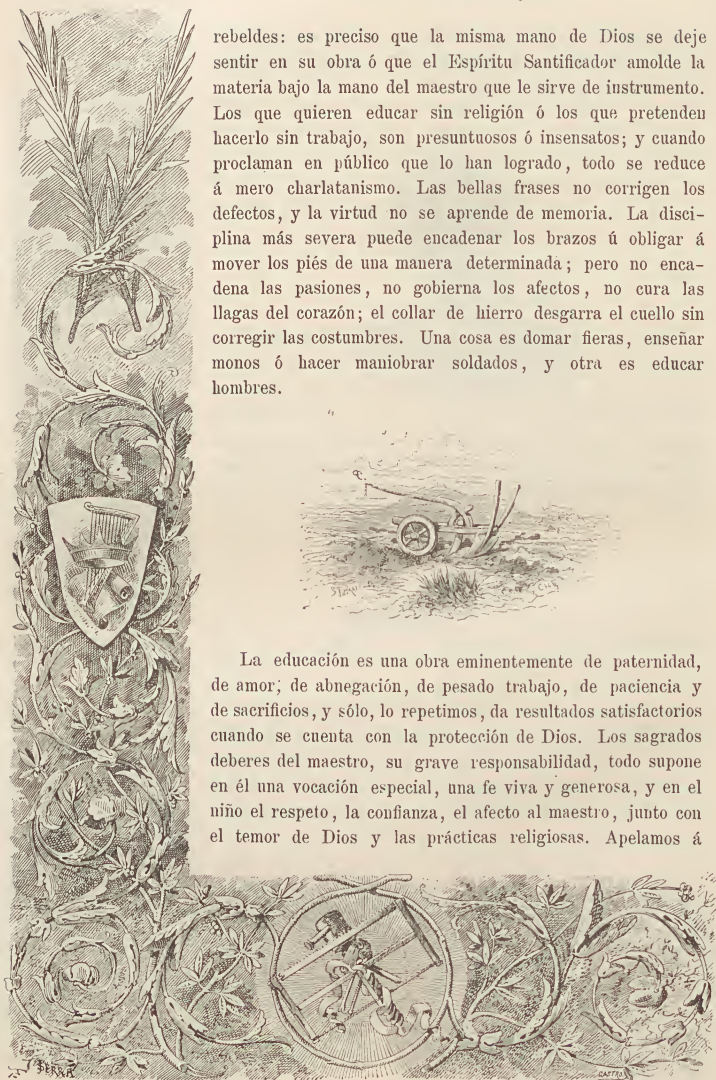 rebeldes: es preciso que la misma mano de Dios se deje
sentir en su obra ó que el Espíritu Santificador amolde la
materia bajo la mano del maestro que le sirve de instrumento.
Los que quieren educar sin religión ó los que pretenden
hacerlo sin trabajo, son presuntuosos ó insensatos; y cuando
proclaman en público que lo han logrado, todo se reduce
á mero charlatanismo. Las bellas frases no corrigen los
defectos, y la virtud no se aprende de memoria. La disci-
plina más severa puede encadenar los brazos ú obligar á
mover los piés de una manera determinada; pero no enca-
dena las pasiones, no gobierna los afectos, no cura las
llagas del corazón; el collar de hierro desgarra el cuello sin
corregir las costumbres. Una cosa es domar fieras, enseñar
monos ó hacer maniobrar soldados, y otra es educar
hombres.
La educación es una obra eminentemente de paternidad,
de amor; de abnegación, de pesado trabajo, de paciencia y
de sacrificios, y sólo, lo repetimos, da resultados satisfactorios
cuando se cuenta con la protección de Dios. Los sagrados
deberes del maestro, su grave responsabilidad, todo supone
en él una vocación especial, una fe viva y generosa, y en el
niño el respeto, la confianza, el afecto al maestro, junto con
el temor de Dios y las prácticas religiosas. Apelamos á
SERRA
CASTRO